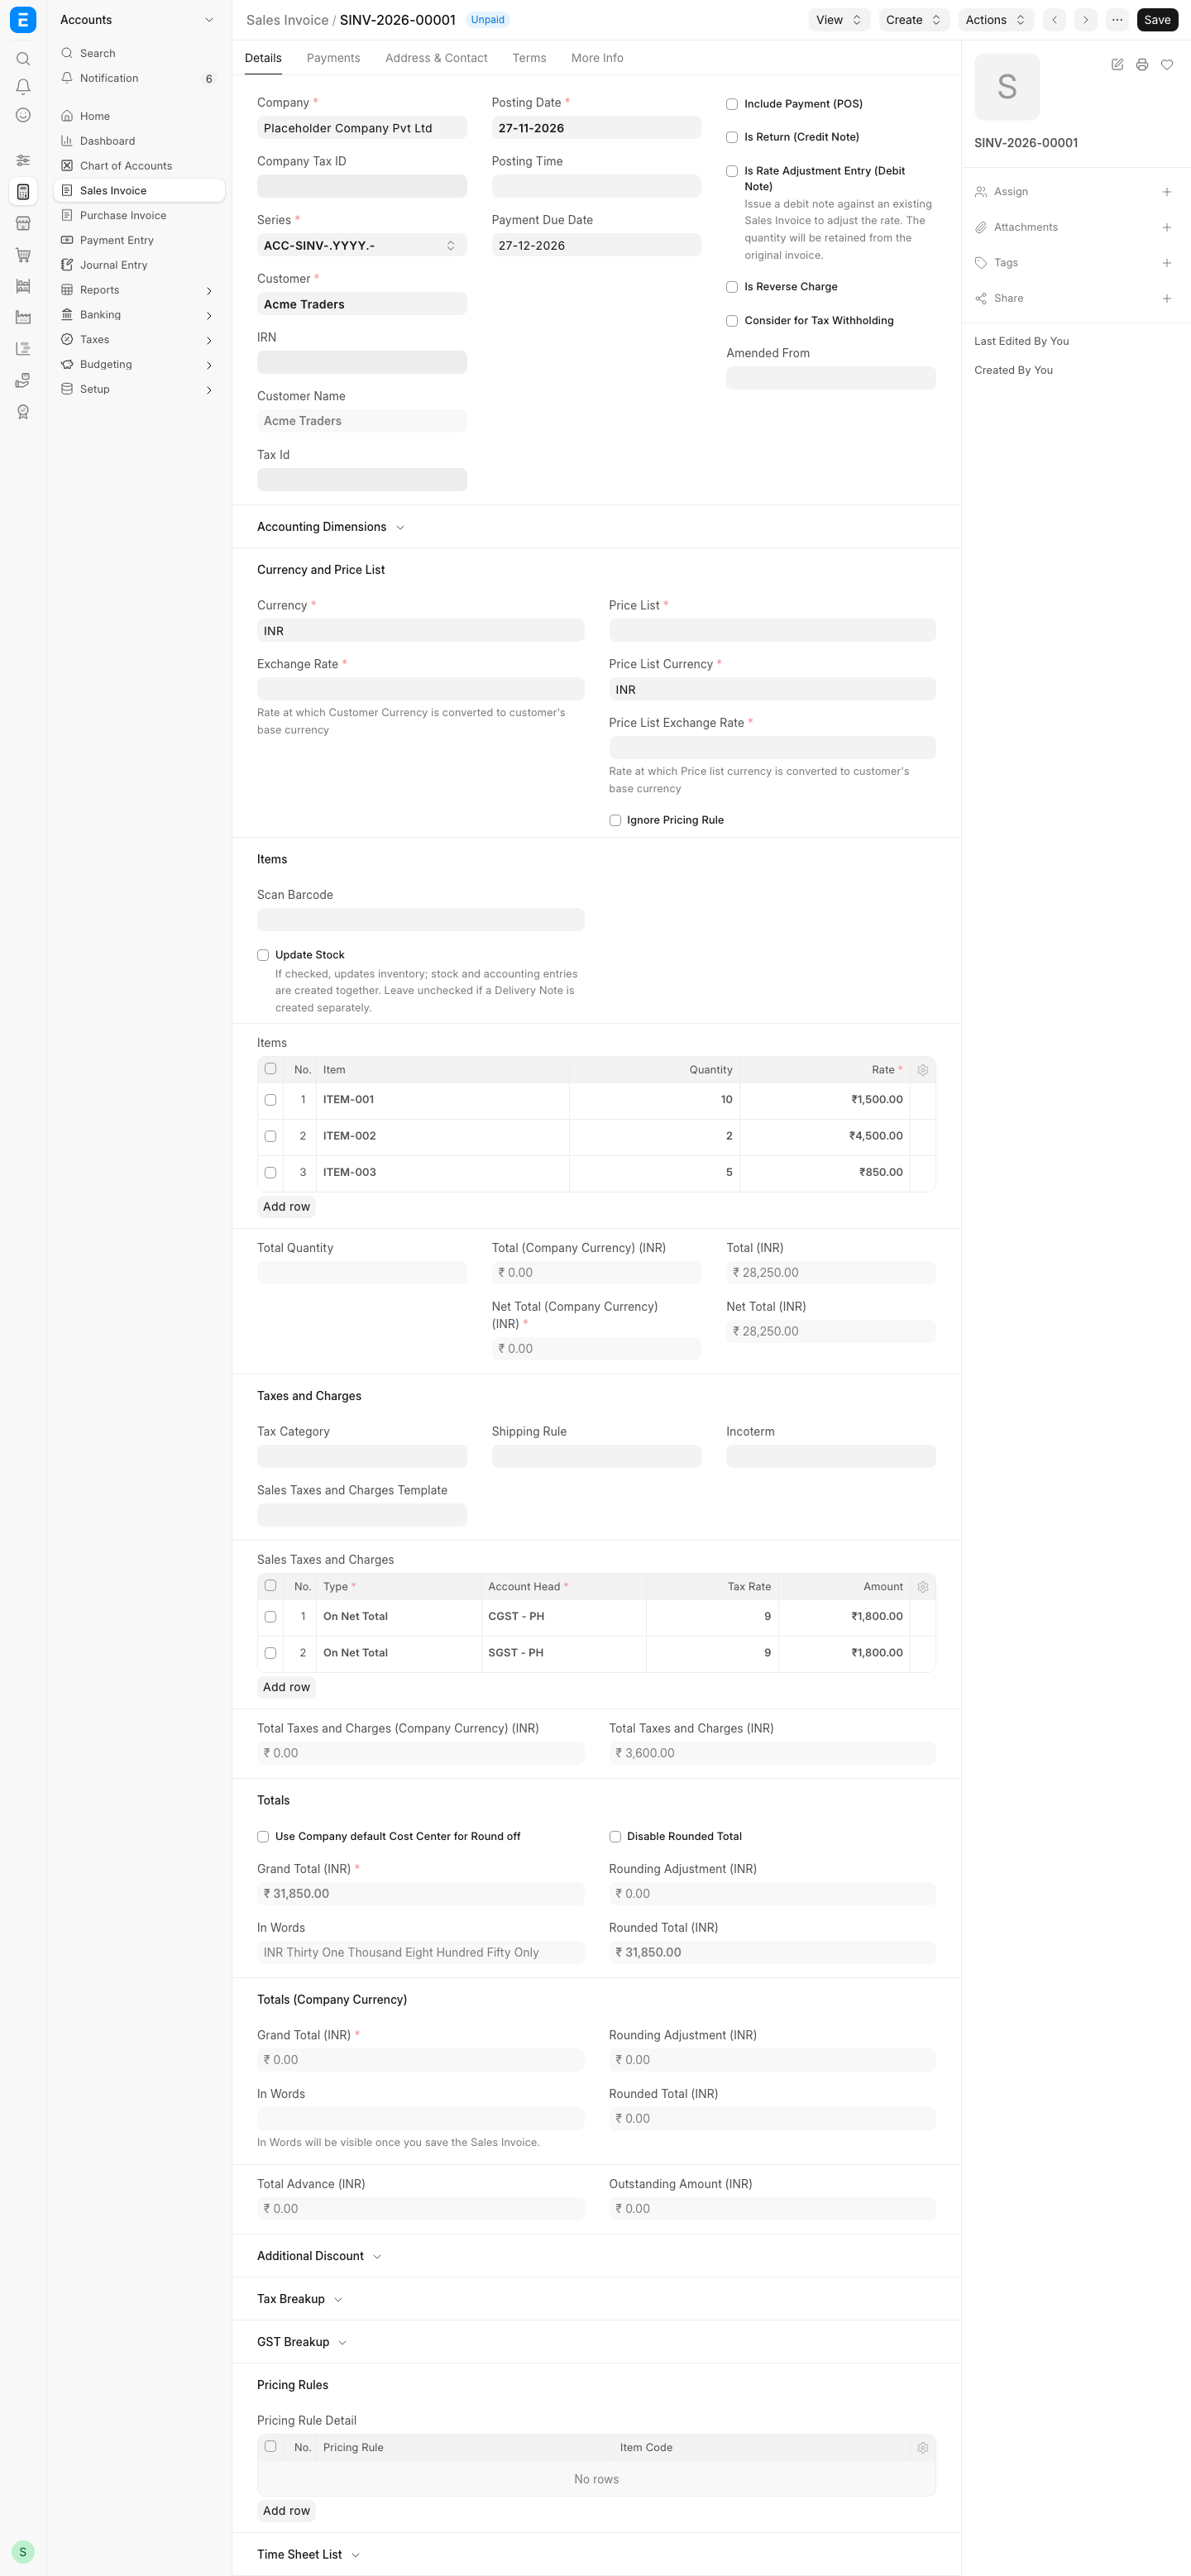 Accounts
Search
Notification 6
Home
Dashboard
Chart of Accounts
Sales Invoice
Purchase Invoice
Payment Entry
Journal Entry
Reports
Banking
Taxes
Budgeting
Setup
S
Sales Invoice / SINV-2026-00001 Unpaid
View Create Actions ··· Save
Details Payments Address & Contact Terms More Info
Company *
Placeholder Company Pvt Ltd
Company Tax ID
Series *
ACC-SINV-.YYYY.-
Customer *
Acme Traders
IRN
Customer Name
Acme Traders
Tax Id
Posting Date *
27-11-2026
Posting Time
Payment Due Date
27-12-2026
Include Payment (POS)
Is Return (Credit Note)
Is Rate Adjustment Entry (Debit
Note)
Issue a debit note against an existing
Sales Invoice to adjust the rate. The
quantity will be retained from the
original invoice.
Is Reverse Charge
Consider for Tax Withholding
Amended From
Accounting Dimensions
Currency and Price List
Currency *
INR
Exchange Rate *
Rate at which Customer Currency is converted to customer's
base currency
Price List *
Price List Currency *
INR
Price List Exchange Rate *
Rate at which Price list currency is converted to customer's
base currency
Ignore Pricing Rule
Items
Scan Barcode
Update Stock
If checked, updates inventory; stock and accounting entries
are created together. Leave unchecked if a Delivery Note is
created separately.
Items
No. Item Quantity Rate *
1 ITEM-001 10 ₹1,500.00
2 ITEM-002 2 ₹4,500.00
3 ITEM-003 5 ₹850.00
Add row
Total Quantity
Total (Company Currency) (INR)
₹ 0.00
Net Total (Company Currency)
(INR) *
₹ 0.00
Total (INR)
₹ 28,250.00
Net Total (INR)
₹ 28,250.00
Taxes and Charges
Tax Category
Shipping Rule
Incoterm
Sales Taxes and Charges Template
Sales Taxes and Charges
No. Type * Account Head * Tax Rate Amount
1 On Net Total CGST - PH 9 ₹1,800.00
2 On Net Total SGST - PH 9 ₹1,800.00
Add row
Total Taxes and Charges (Company Currency) (INR)
₹ 0.00
Total Taxes and Charges (INR)
₹ 3,600.00
Totals
Use Company default Cost Center for Round off
Disable Rounded Total
Grand Total (INR) *
₹ 31,850.00
Rounding Adjustment (INR)
₹ 0.00
In Words
INR Thirty One Thousand Eight Hundred Fifty Only
Rounded Total (INR)
₹ 31,850.00
Totals (Company Currency)
Grand Total (INR) *
₹ 0.00
Rounding Adjustment (INR)
₹ 0.00
In Words
In Words will be visible once you save the Sales Invoice.
Rounded Total (INR)
₹ 0.00
Total Advance (INR)
₹ 0.00
Outstanding Amount (INR)
₹ 0.00
Additional Discount
Tax Breakup
GST Breakup
Pricing Rules
Pricing Rule Detail
No. Pricing Rule Item Code
No rows
Add row
Time Sheet List
S
SINV-2026-00001
Assign
Attachments
Tags
Share
Last Edited By You
Created By You